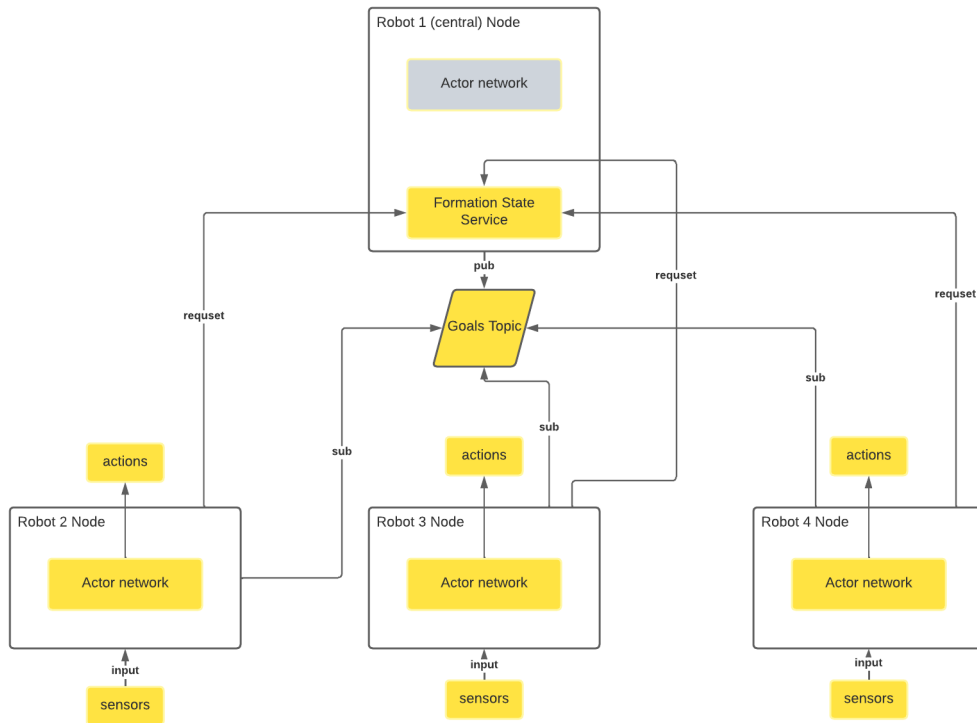 Robot 1 (central) Node
Actor network
Formation State
Service
pub
requset
requset
requset
Goals Topic
sub
sub
sub
actions
actions
actions
Robot 2 Node
Robot 3 Node
Robot 4 Node
Actor network
Actor network
Actor network
input
input
input
sensors
sensors
sensors